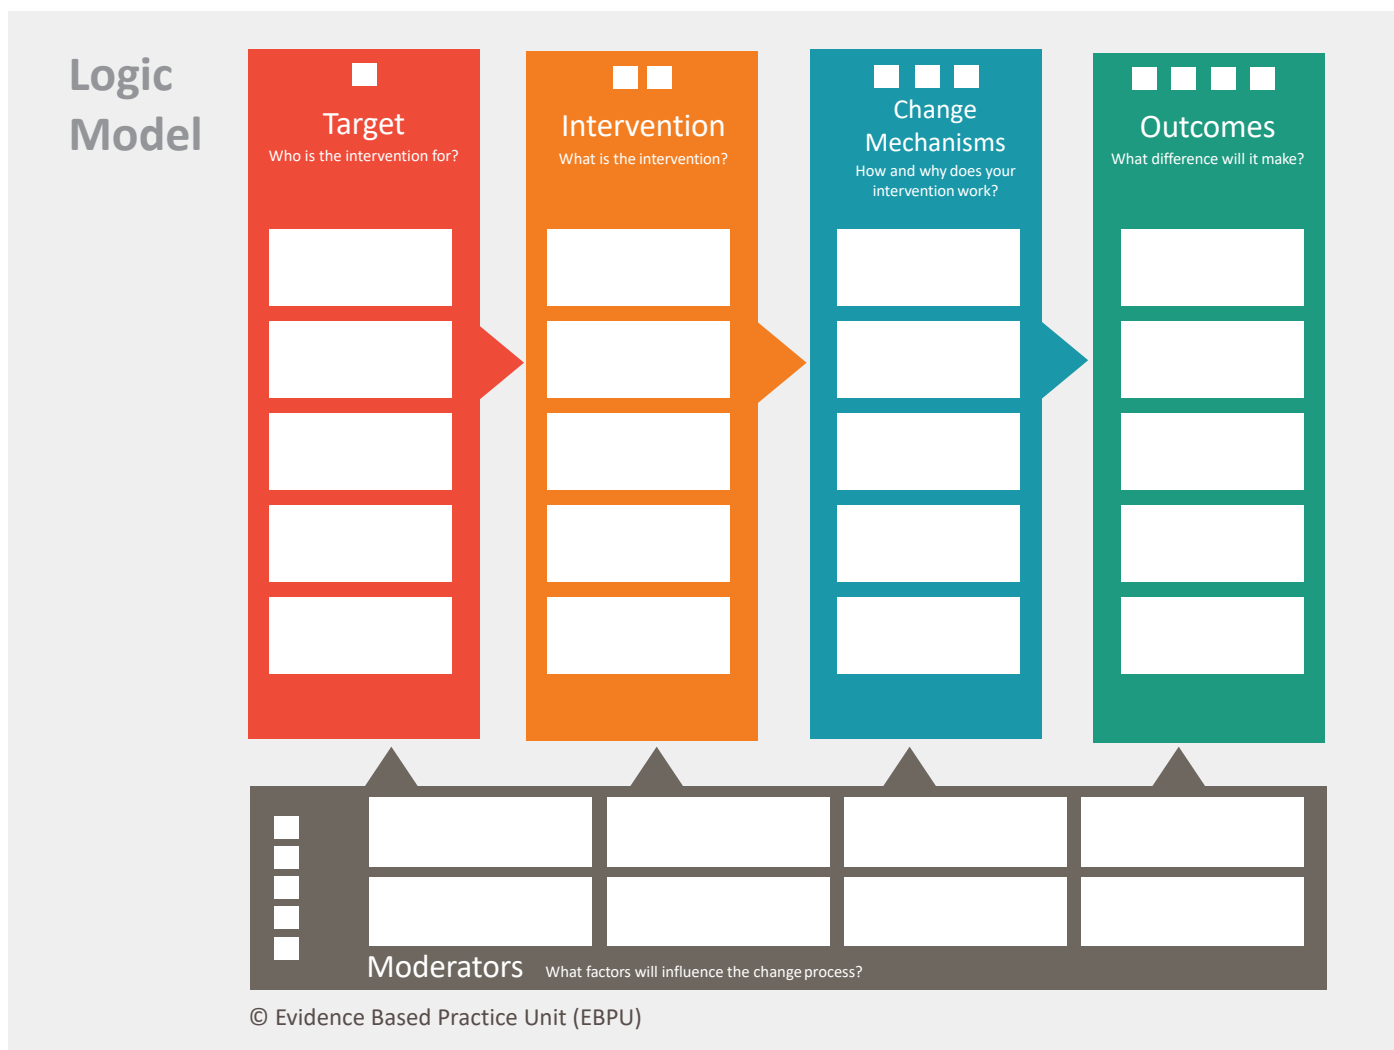 Logic
Model
Target
Who is the intervention for?
Intervention
What is the intervention?
Change
Mechanisms
How and why does your
intervention work?
Outcomes
What difference will it make?
Moderators What factors will influence the change process?
© Evidence Based Practice Unit (EBPU)